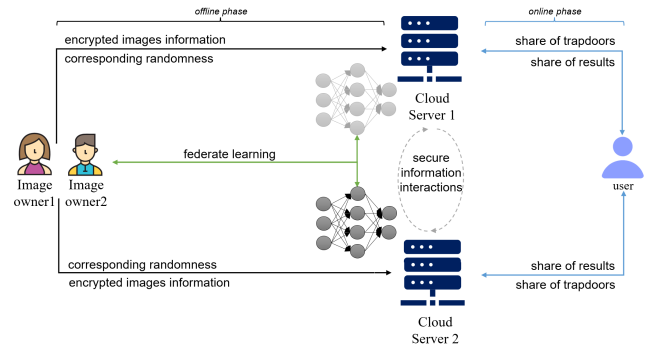 offline phase
online phase
encrypted images information
corresponding randomness
share of trapdoors
share of results
Cloud
Server 1
federate learning
secure
information
interactions
Image
owner1
Image
owner2
user
corresponding randomness
encrypted images information
share of results
share of trapdoors
Cloud
Server 2